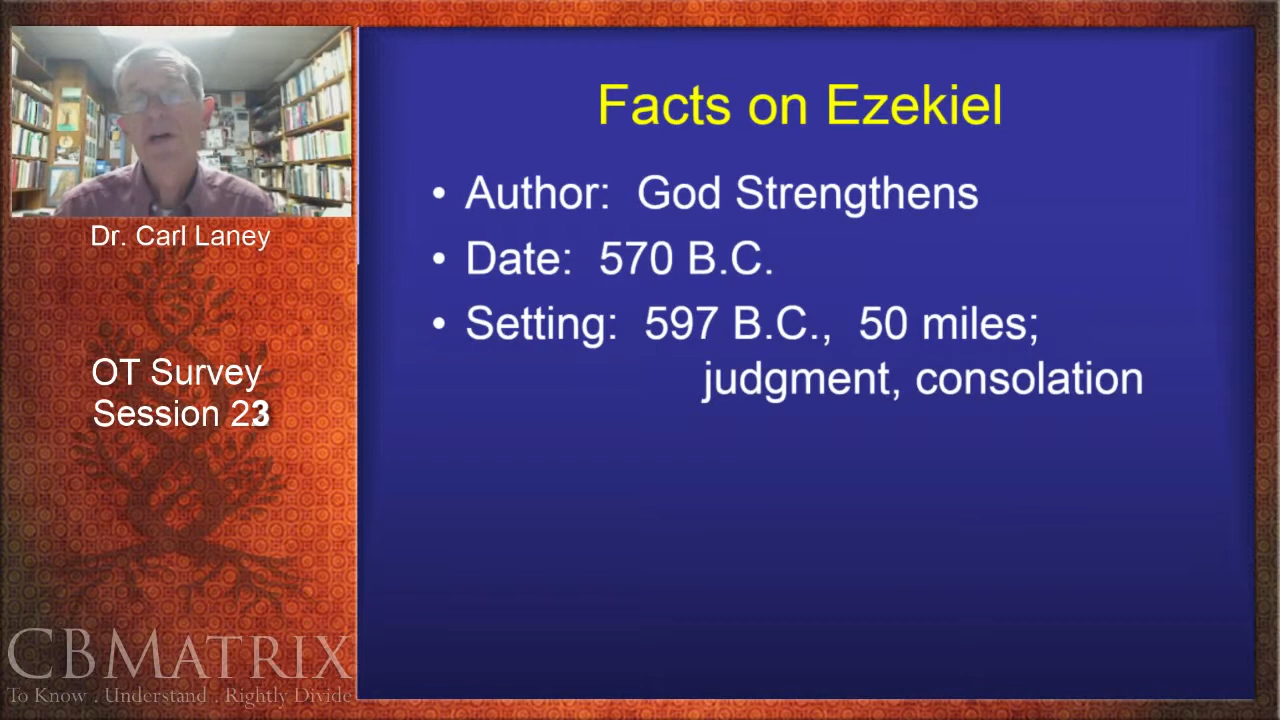 Facts on Ezekiel
• Author: God Strengthens
• Date: 570 B.C.
• Setting: 597 B.C., 50 miles;
judgment, consolation
Dr. Carl Laney
OT Survey
Session 23
CBMATRIX
To Know . Understand . Rightly Divide